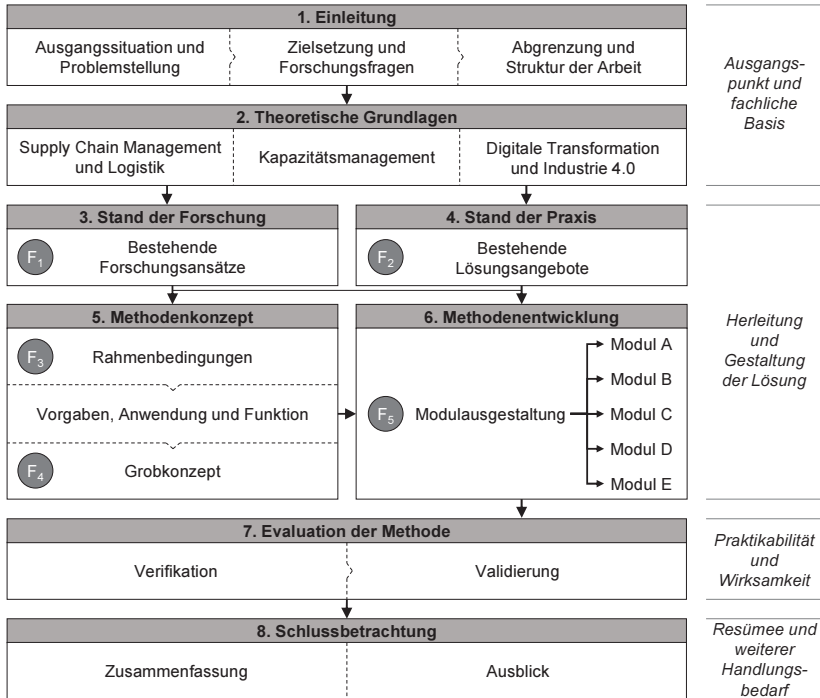 1. Einleitung
Ausgangssituation und
Problemstellung
Zielsetzung und
Forschungsfragen
Abgrenzung und
Struktur der Arbeit
Ausgangs-
punkt und
fachliche
Basis
2. Theoretische Grundlagen
Supply Chain Management
und Logistik
Kapazitätsmanagement
Digitale Transformation
und Industrie 4.0
3. Stand der Forschung
F1
Bestehende
Forschungsansätze
4. Stand der Praxis
F2
Bestehende
Lösungsangebote
Herleitung
und
Gestaltung
der Lösung
5. Methodenkonzept
F3
Rahmenbedingungen
Vorgaben, Anwendung und Funktion
F4
Grobkonzept
6. Methodenentwicklung
F5
Modulausgestaltung
Modul A
Modul B
Modul C
Modul D
Modul E
7. Evaluation der Methode
Verifikation
Validierung
Praktikabilität
und
Wirksamkeit
8. Schlussbetrachtung
Zusammenfassung
Ausblick
Resümee und
weiterer
Handlungs-
bedarf